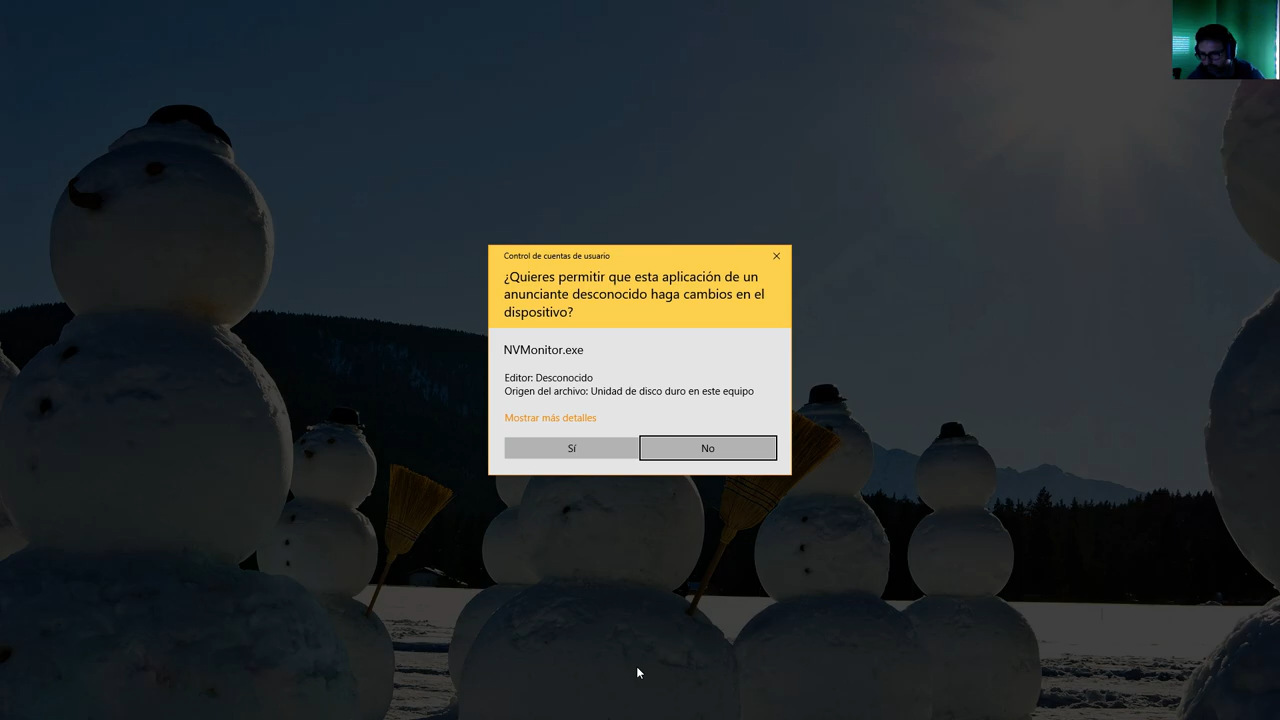 Control de cuentas de usuario
¿Quieres permitir que esta aplicación de un
anunciante desconocido haga cambios en el
dispositivo?
NVMonitor.exe
Editor: Desconocido
Origen del archivo: Unidad de disco duro en este equipo
Mostrar más detalles
Sí
No